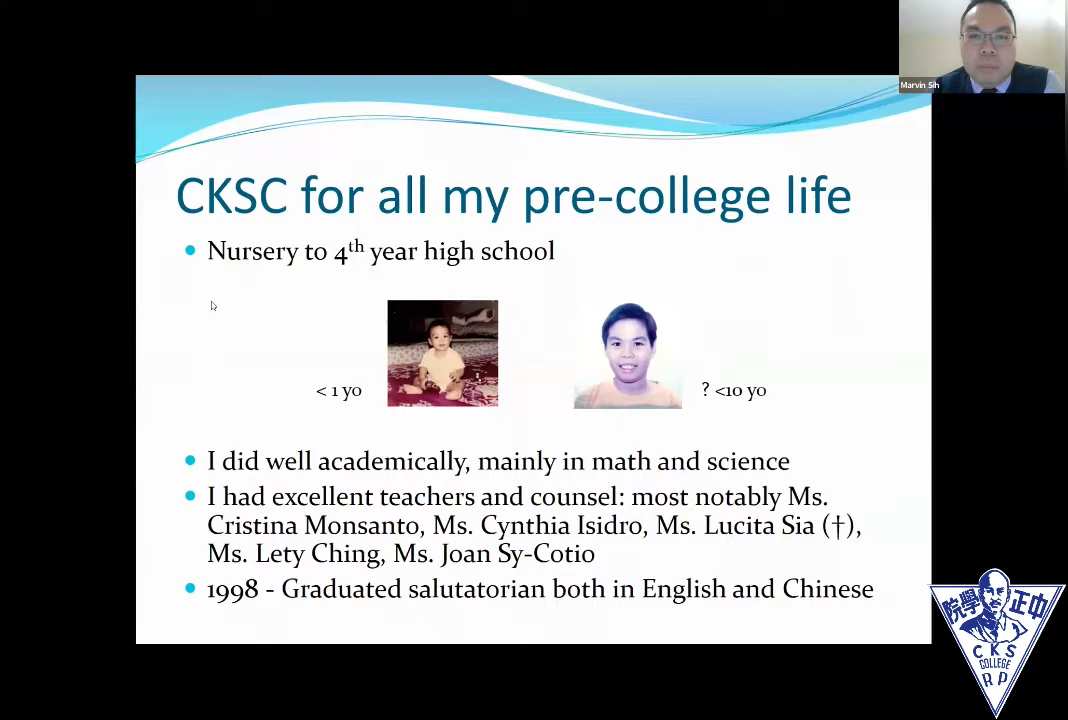 Marvin Sih
CKSC for all my pre-college life
Nursery to 4th year high school
< 1 yo
? <10 yo
I did well academically, mainly in math and science
I had excellent teachers and counsel: most notably Ms.
Cristina Monsanto, Ms. Cynthia Isidro, Ms. Lucita Sia (†),
Ms. Lety Ching, Ms. Joan Sy-Cotio
1998 - Graduated salutatorian both in English and Chinese
院學正中
CKS
COLLEGE
RP